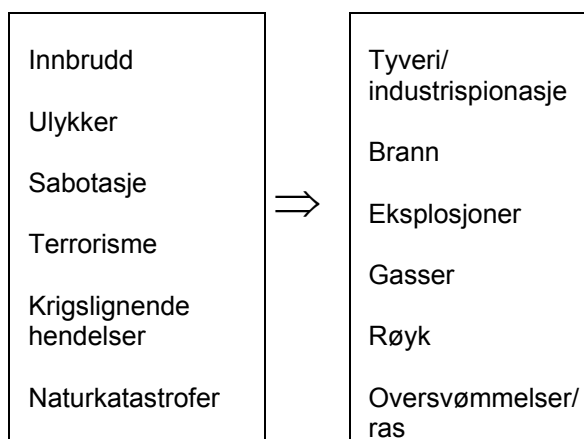 Innbrudd
Ulykker
Sabotasje
Terrorisme
Krigslignende
hendelser
Naturkatastrofer
⇒
Tyveri/
industrispionasje
Brann
Eksplosjoner
Gasser
Røyk
Oversvømmelser/
ras